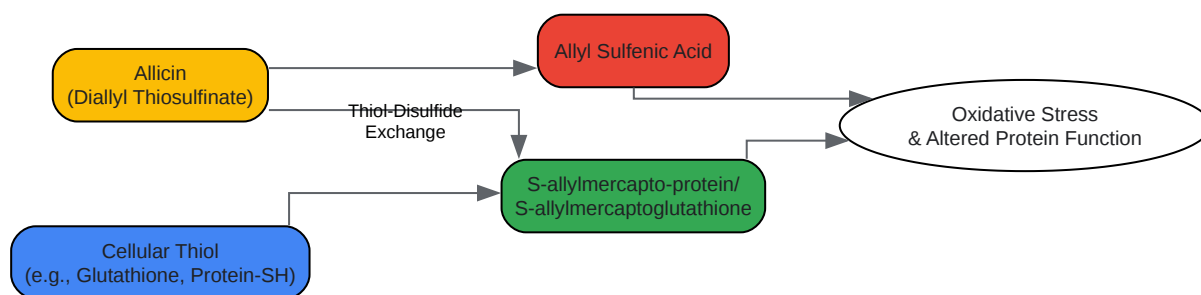 Allicin
(Diallyl Thiosulfinate)
Allyl Sulfenic Acid
Thiol-Disulfide
Exchange
Oxidative Stress
& Altered Protein Function
S-allylmercapto-protein/
S-allylmercaptoglutathione
Cellular Thiol
(e.g., Glutathione, Protein-SH)